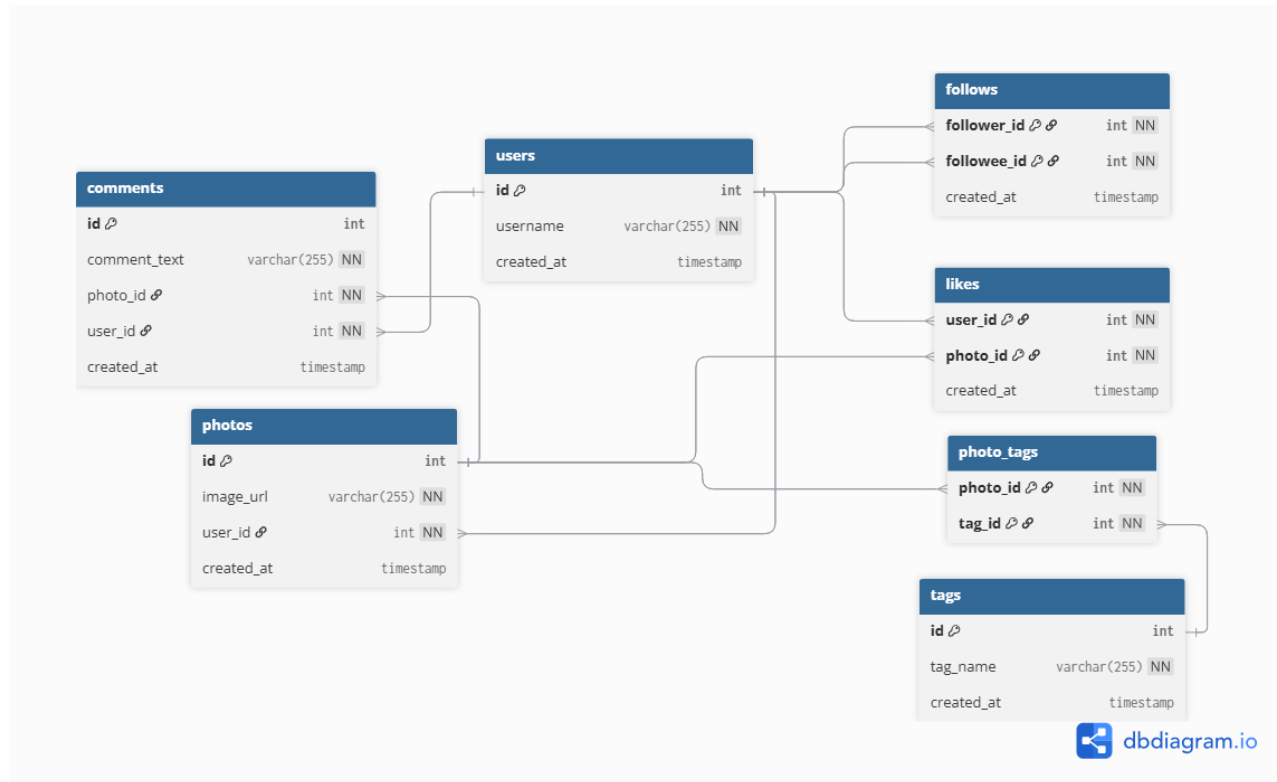 comments
id int
comment_text varchar(255) NN
photo_id int NN
user_id int NN
created_at timestamp
users
id int
username varchar(255) NN
created_at timestamp
follows
follower_id int NN
followee_id int NN
created_at timestamp
likes
user_id int NN
photo_id int NN
created_at timestamp
photos
id int
image_url varchar(255) NN
user_id int NN
created_at timestamp
photo_tags
photo_id int NN
tag_id int NN
tags
id int
tag_name varchar(255) NN
created_at timestamp
dbdiagram.io